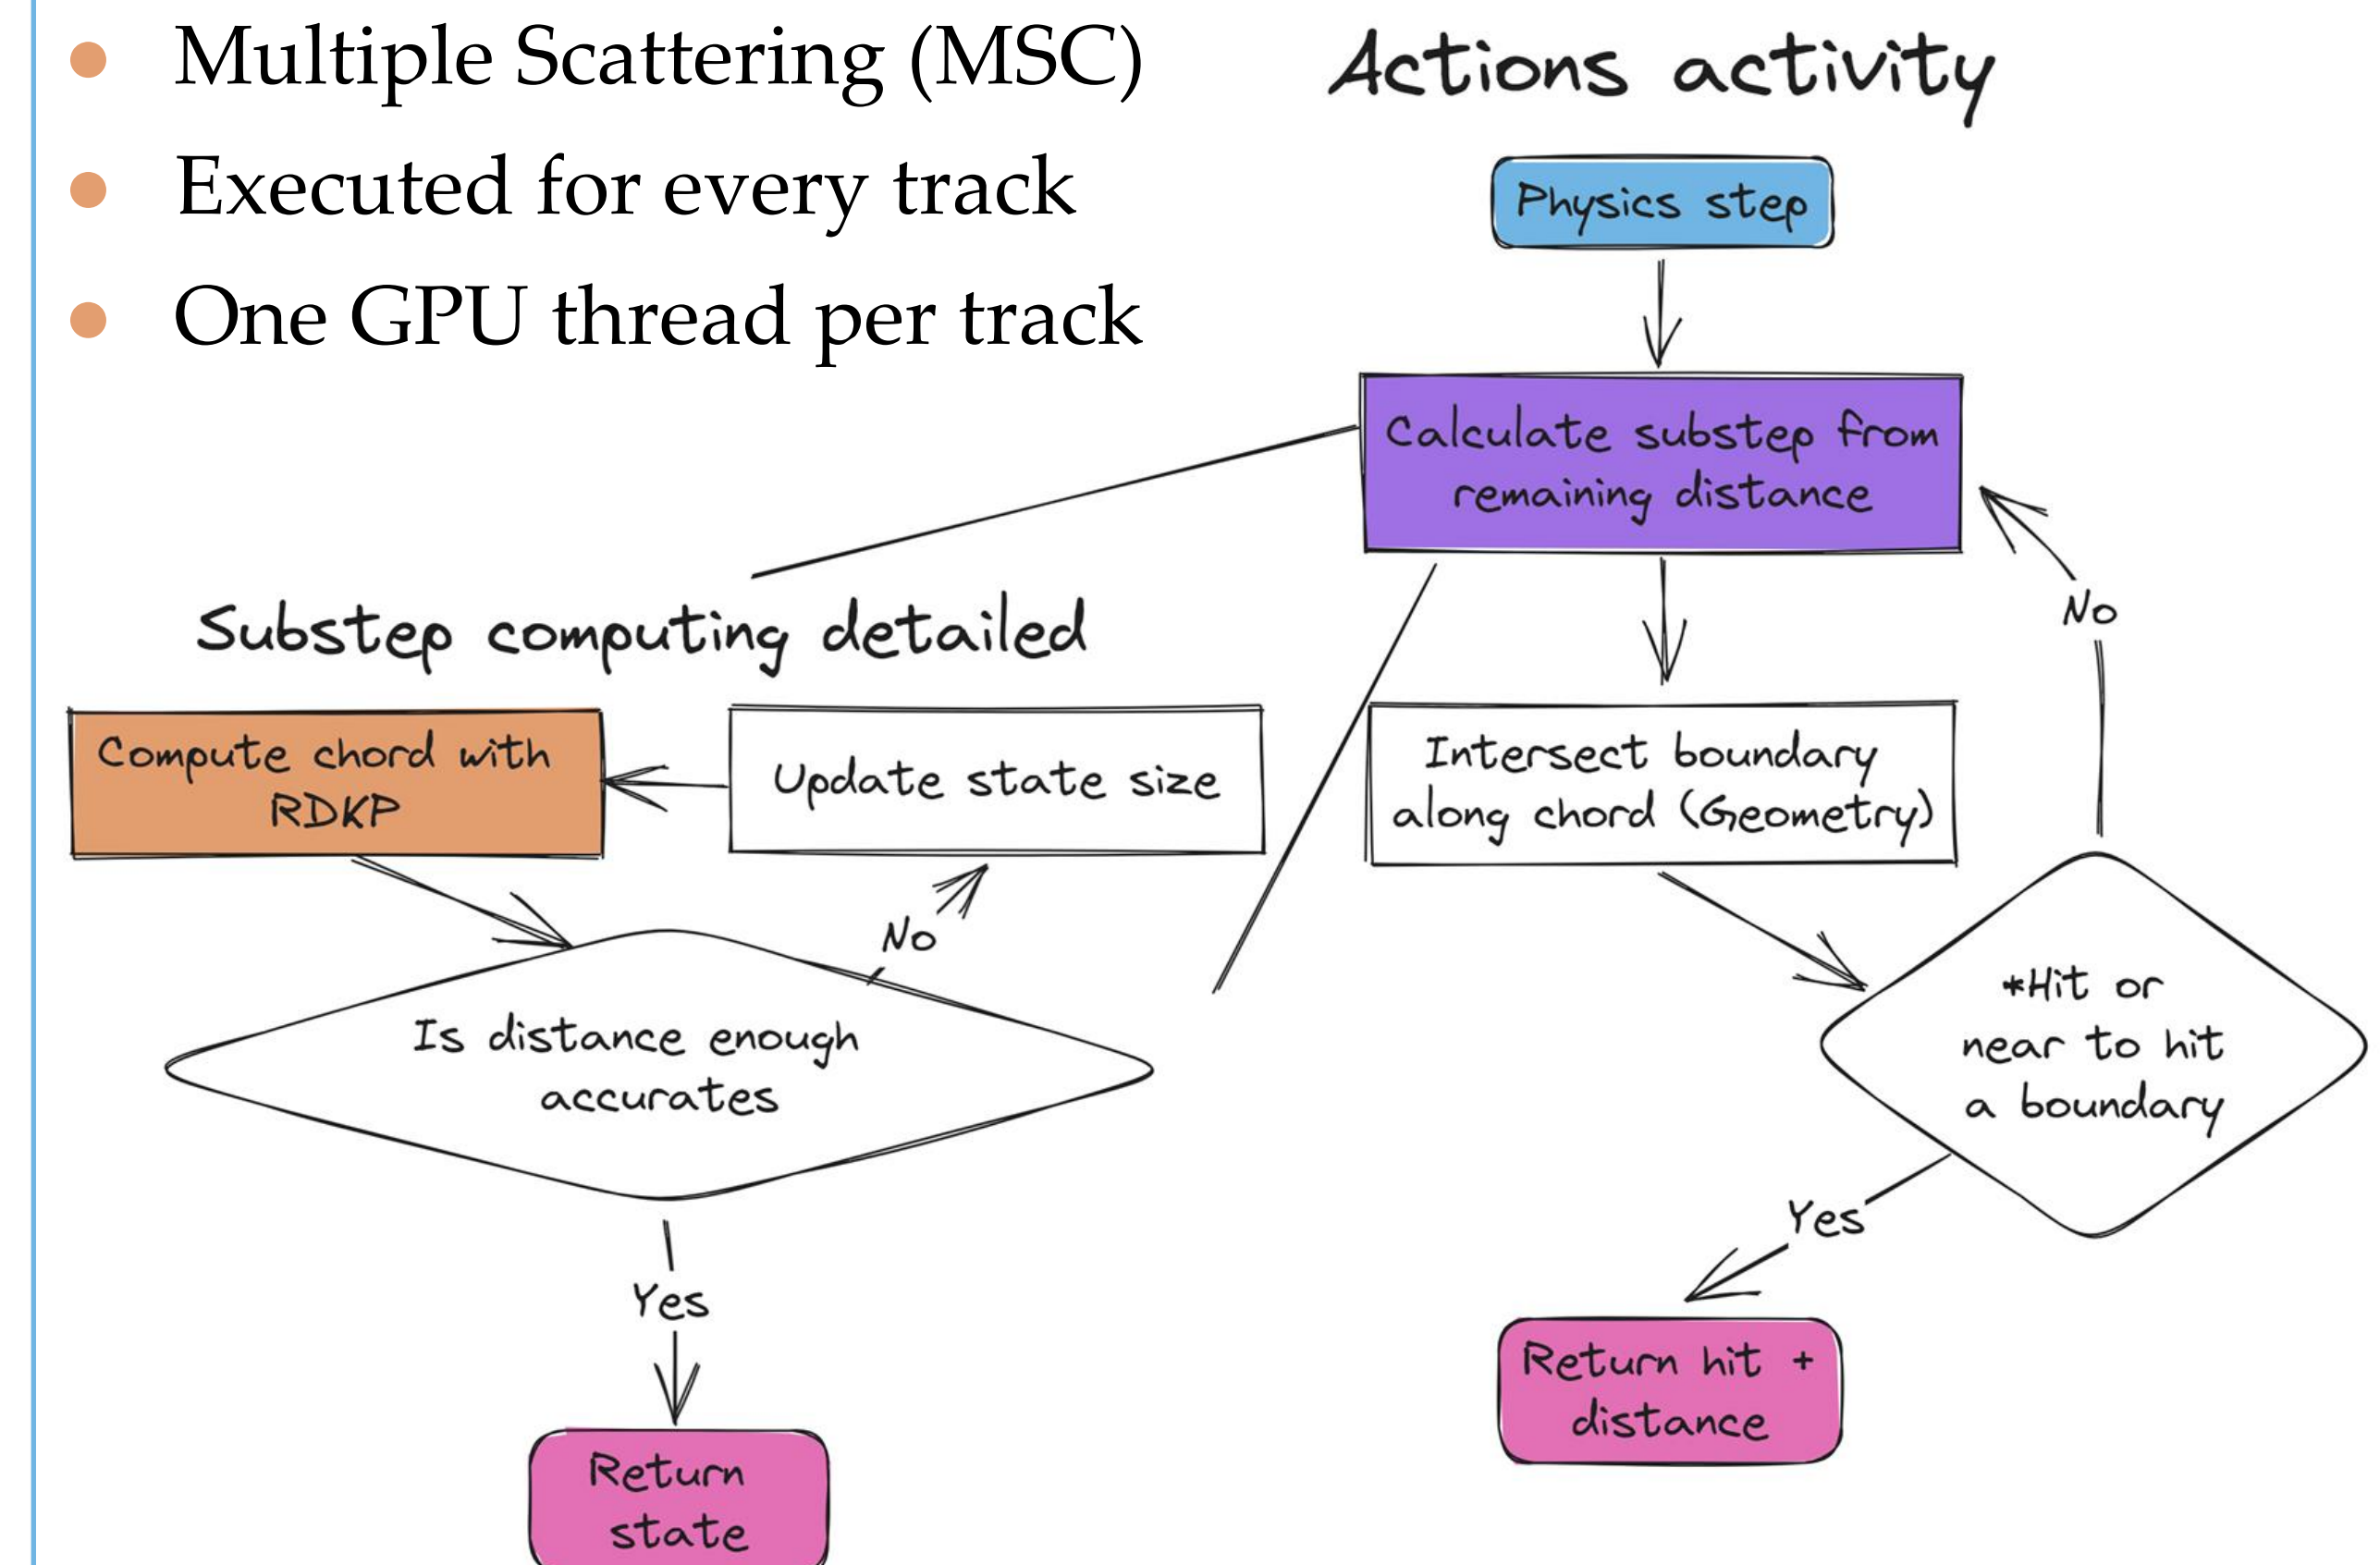 Multiple Scattering (MSC)
Executed for every track
One GPU thread per track
Actions activity
Physics step
Calculate substep from
remaining distance
No
Intersect boundary
along chord (Geometry)
*Hit or
near to hit
a boundary
Yes
Return hit +
distance
Substep computing detailed
Compute chord with
RDKP
Update state size
No
Is distance enough
accurates
Yes
Return
state